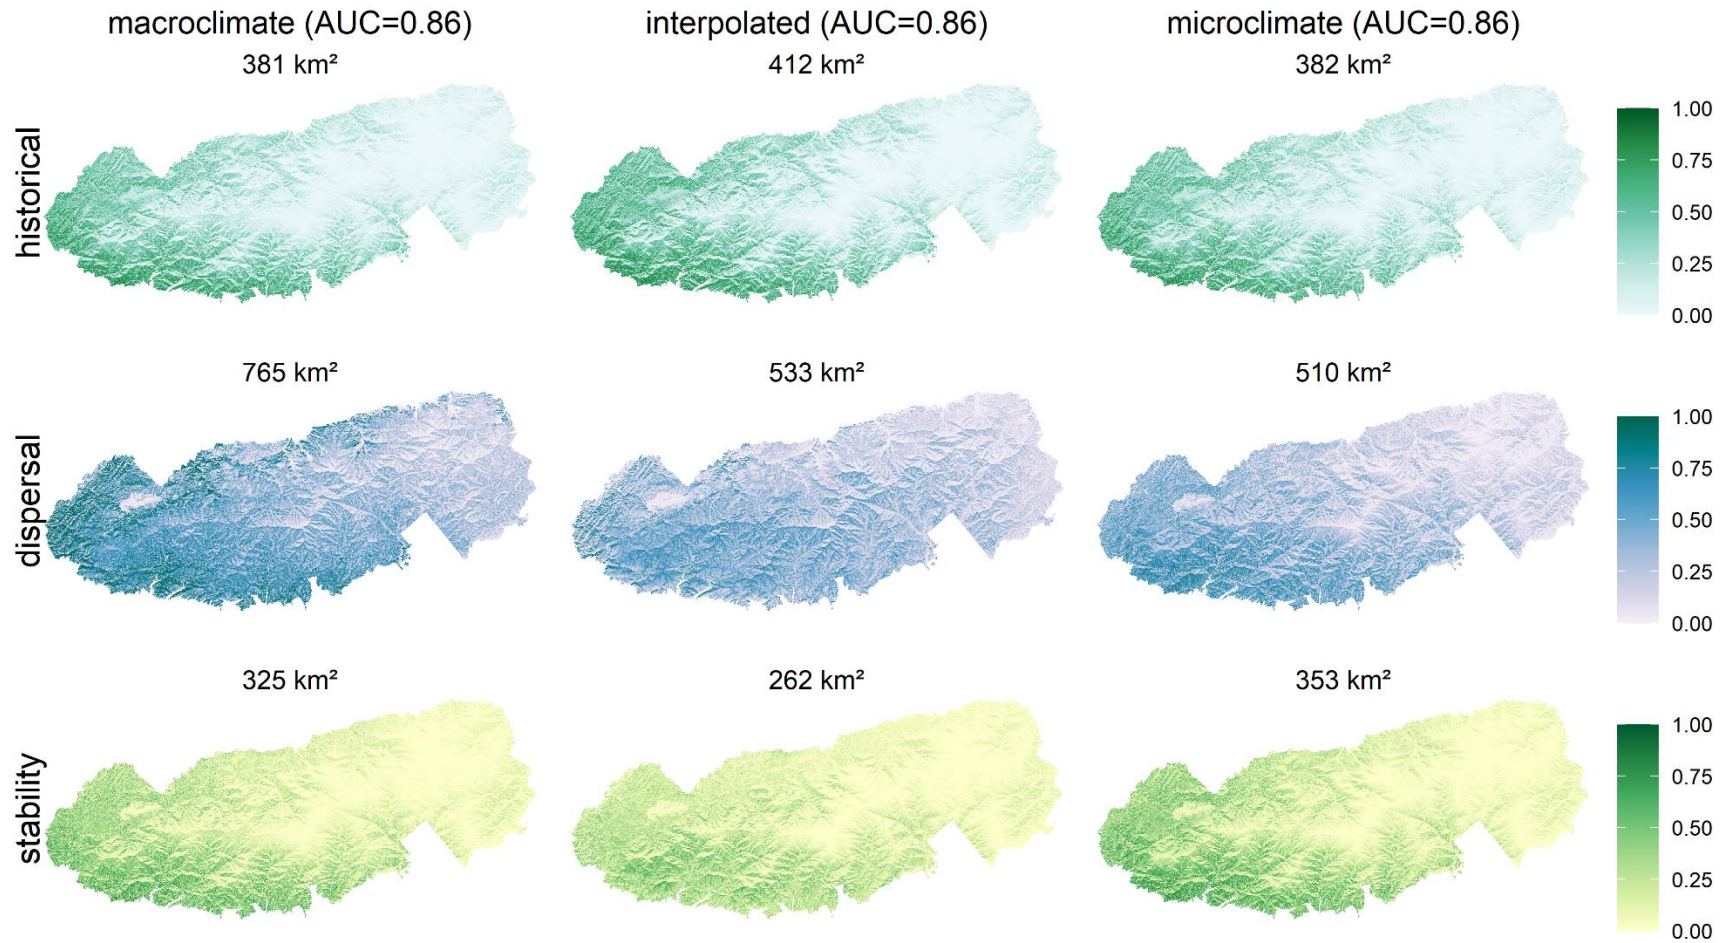 macroclimate (AUC=0.86) interpolated (AUC=0.86) microclimate (AUC=0.86)
381 km² 412 km² 382 km²
historical
1.00
0.75
0.50
0.25
0.00
765 km² 533 km² 510 km²
dispersal
1.00
0.75
0.50
0.25
0.00
325 km² 262 km² 353 km²
stability
1.00
0.75
0.50
0.25
0.00